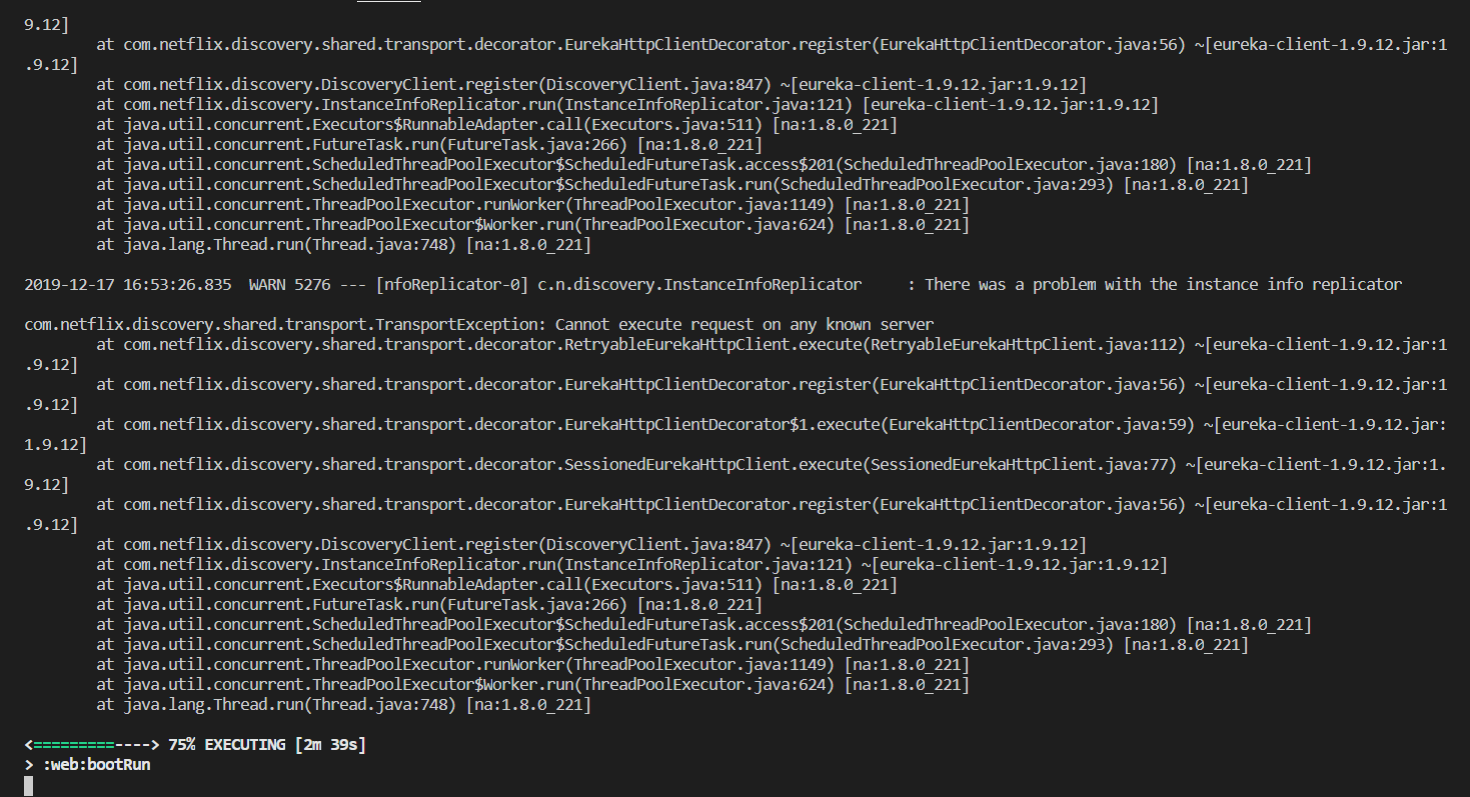 9.12]
at com.netflix.discovery.shared.transport.decorator.EurekaHttpClientDecorator.register(EurekaHttpClientDecorator.java:56) ~[eureka-client-1.9.12.jar:1
.9.12]
at com.netflix.discovery.DiscoveryClient.register(DiscoveryClient.java:847) ~[eureka-client-1.9.12.jar:1.9.12]
at com.netflix.discovery.InstanceInfoReplicator.run(InstanceInfoReplicator.java:121) [eureka-client-1.9.12.jar:1.9.12]
at java.util.concurrent.Executors$RunnableAdapter.call(Executors.java:511) [na:1.8.0_221]
at java.util.concurrent.FutureTask.run(FutureTask.java:266) [na:1.8.0_221]
at java.util.concurrent.ScheduledThreadPoolExecutor$ScheduledFutureTask.access$201(ScheduledThreadPoolExecutor.java:180) [na:1.8.0_221]
at java.util.concurrent.ScheduledThreadPoolExecutor$ScheduledFutureTask.run(ScheduledThreadPoolExecutor.java:293) [na:1.8.0_221]
at java.util.concurrent.ThreadPoolExecutor.runWorker(ThreadPoolExecutor.java:1149) [na:1.8.0_221]
at java.util.concurrent.ThreadPoolExecutor$Worker.run(ThreadPoolExecutor.java:624) [na:1.8.0_221]
at java.lang.Thread.run(Thread.java:748) [na:1.8.0_221]
2019-12-17 16:53:26.835  WARN 5276 --- [nfoReplicator-0] c.n.discovery.InstanceInfoReplicator     : There was a problem with the instance info replicator
com.netflix.discovery.shared.transport.TransportException: Cannot execute request on any known server
at com.netflix.discovery.shared.transport.decorator.RetryableEurekaHttpClient.execute(RetryableEurekaHttpClient.java:112) ~[eureka-client-1.9.12.jar:1
.9.12]
at com.netflix.discovery.shared.transport.decorator.EurekaHttpClientDecorator.register(EurekaHttpClientDecorator.java:56) ~[eureka-client-1.9.12.jar:1
.9.12]
at com.netflix.discovery.shared.transport.decorator.EurekaHttpClientDecorator$1.execute(EurekaHttpClientDecorator.java:59) ~[eureka-client-1.9.12.jar:
1.9.12]
at com.netflix.discovery.shared.transport.decorator.SessionedEurekaHttpClient.execute(SessionedEurekaHttpClient.java:77) ~[eureka-client-1.9.12.jar:1.
9.12]
at com.netflix.discovery.shared.transport.decorator.EurekaHttpClientDecorator.register(EurekaHttpClientDecorator.java:56) ~[eureka-client-1.9.12.jar:1
.9.12]
at com.netflix.discovery.DiscoveryClient.register(DiscoveryClient.java:847) ~[eureka-client-1.9.12.jar:1.9.12]
at com.netflix.discovery.InstanceInfoReplicator.run(InstanceInfoReplicator.java:121) ~[eureka-client-1.9.12.jar:1.9.12]
at java.util.concurrent.Executors$RunnableAdapter.call(Executors.java:511) [na:1.8.0_221]
at java.util.concurrent.FutureTask.run(FutureTask.java:266) [na:1.8.0_221]
at java.util.concurrent.ScheduledThreadPoolExecutor$ScheduledFutureTask.access$201(ScheduledThreadPoolExecutor.java:180) [na:1.8.0_221]
at java.util.concurrent.ScheduledThreadPoolExecutor$ScheduledFutureTask.run(ScheduledThreadPoolExecutor.java:293) [na:1.8.0_221]
at java.util.concurrent.ThreadPoolExecutor.runWorker(ThreadPoolExecutor.java:1149) [na:1.8.0_221]
at java.util.concurrent.ThreadPoolExecutor$Worker.run(ThreadPoolExecutor.java:624) [na:1.8.0_221]
at java.lang.Thread.run(Thread.java:748) [na:1.8.0_221]
<=========----> 75% EXECUTING [2m 39s]
> :web:bootRun